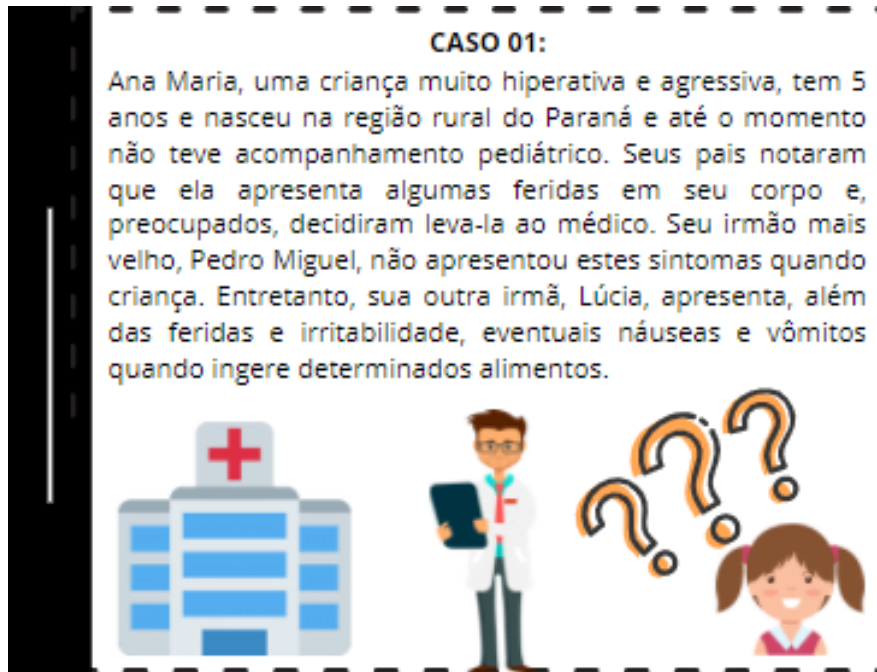 CASO 01:
Ana Maria, uma criança muito hiperativa e agressiva, tem 5
anos e nasceu na região rural do Paraná e até o momento
não teve acompanhamento pediátrico. Seus pais notaram
que ela apresenta algumas feridas em seu corpo e,
preocupados, decidiram leva-la ao médico. Seu irmão mais
velho, Pedro Miguel, não apresentou estes sintomas quando
criança. Entretanto, sua outra irmã, Lúcia, apresenta, além
das feridas e irritabilidade, eventuais náuseas e vômitos
quando ingere determinados alimentos.
???